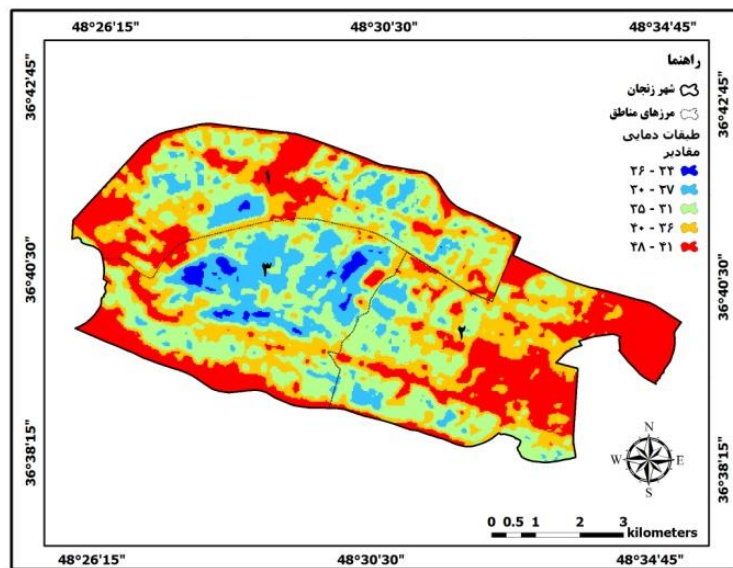 48°26'15" 48°30'30" 48°34'45"
36°42'45" 36°42'45"
راهنما
شهر زنجان
مرزهای مناطق
طبقات دمایی
مقادیر
۲۶ - ۲۳
۳۰ - ۲۷
۳۵ - ۳۱
۴۰ - ۳۶
۴۸ - ۴۱
۱
36°40'30" 36°40'30"
۳
۲
36°38'15" 36°38'15"
N
W E
S
0 0.5 1 2 3
kilometers
48°26'15" 48°30'30" 48°34'45"